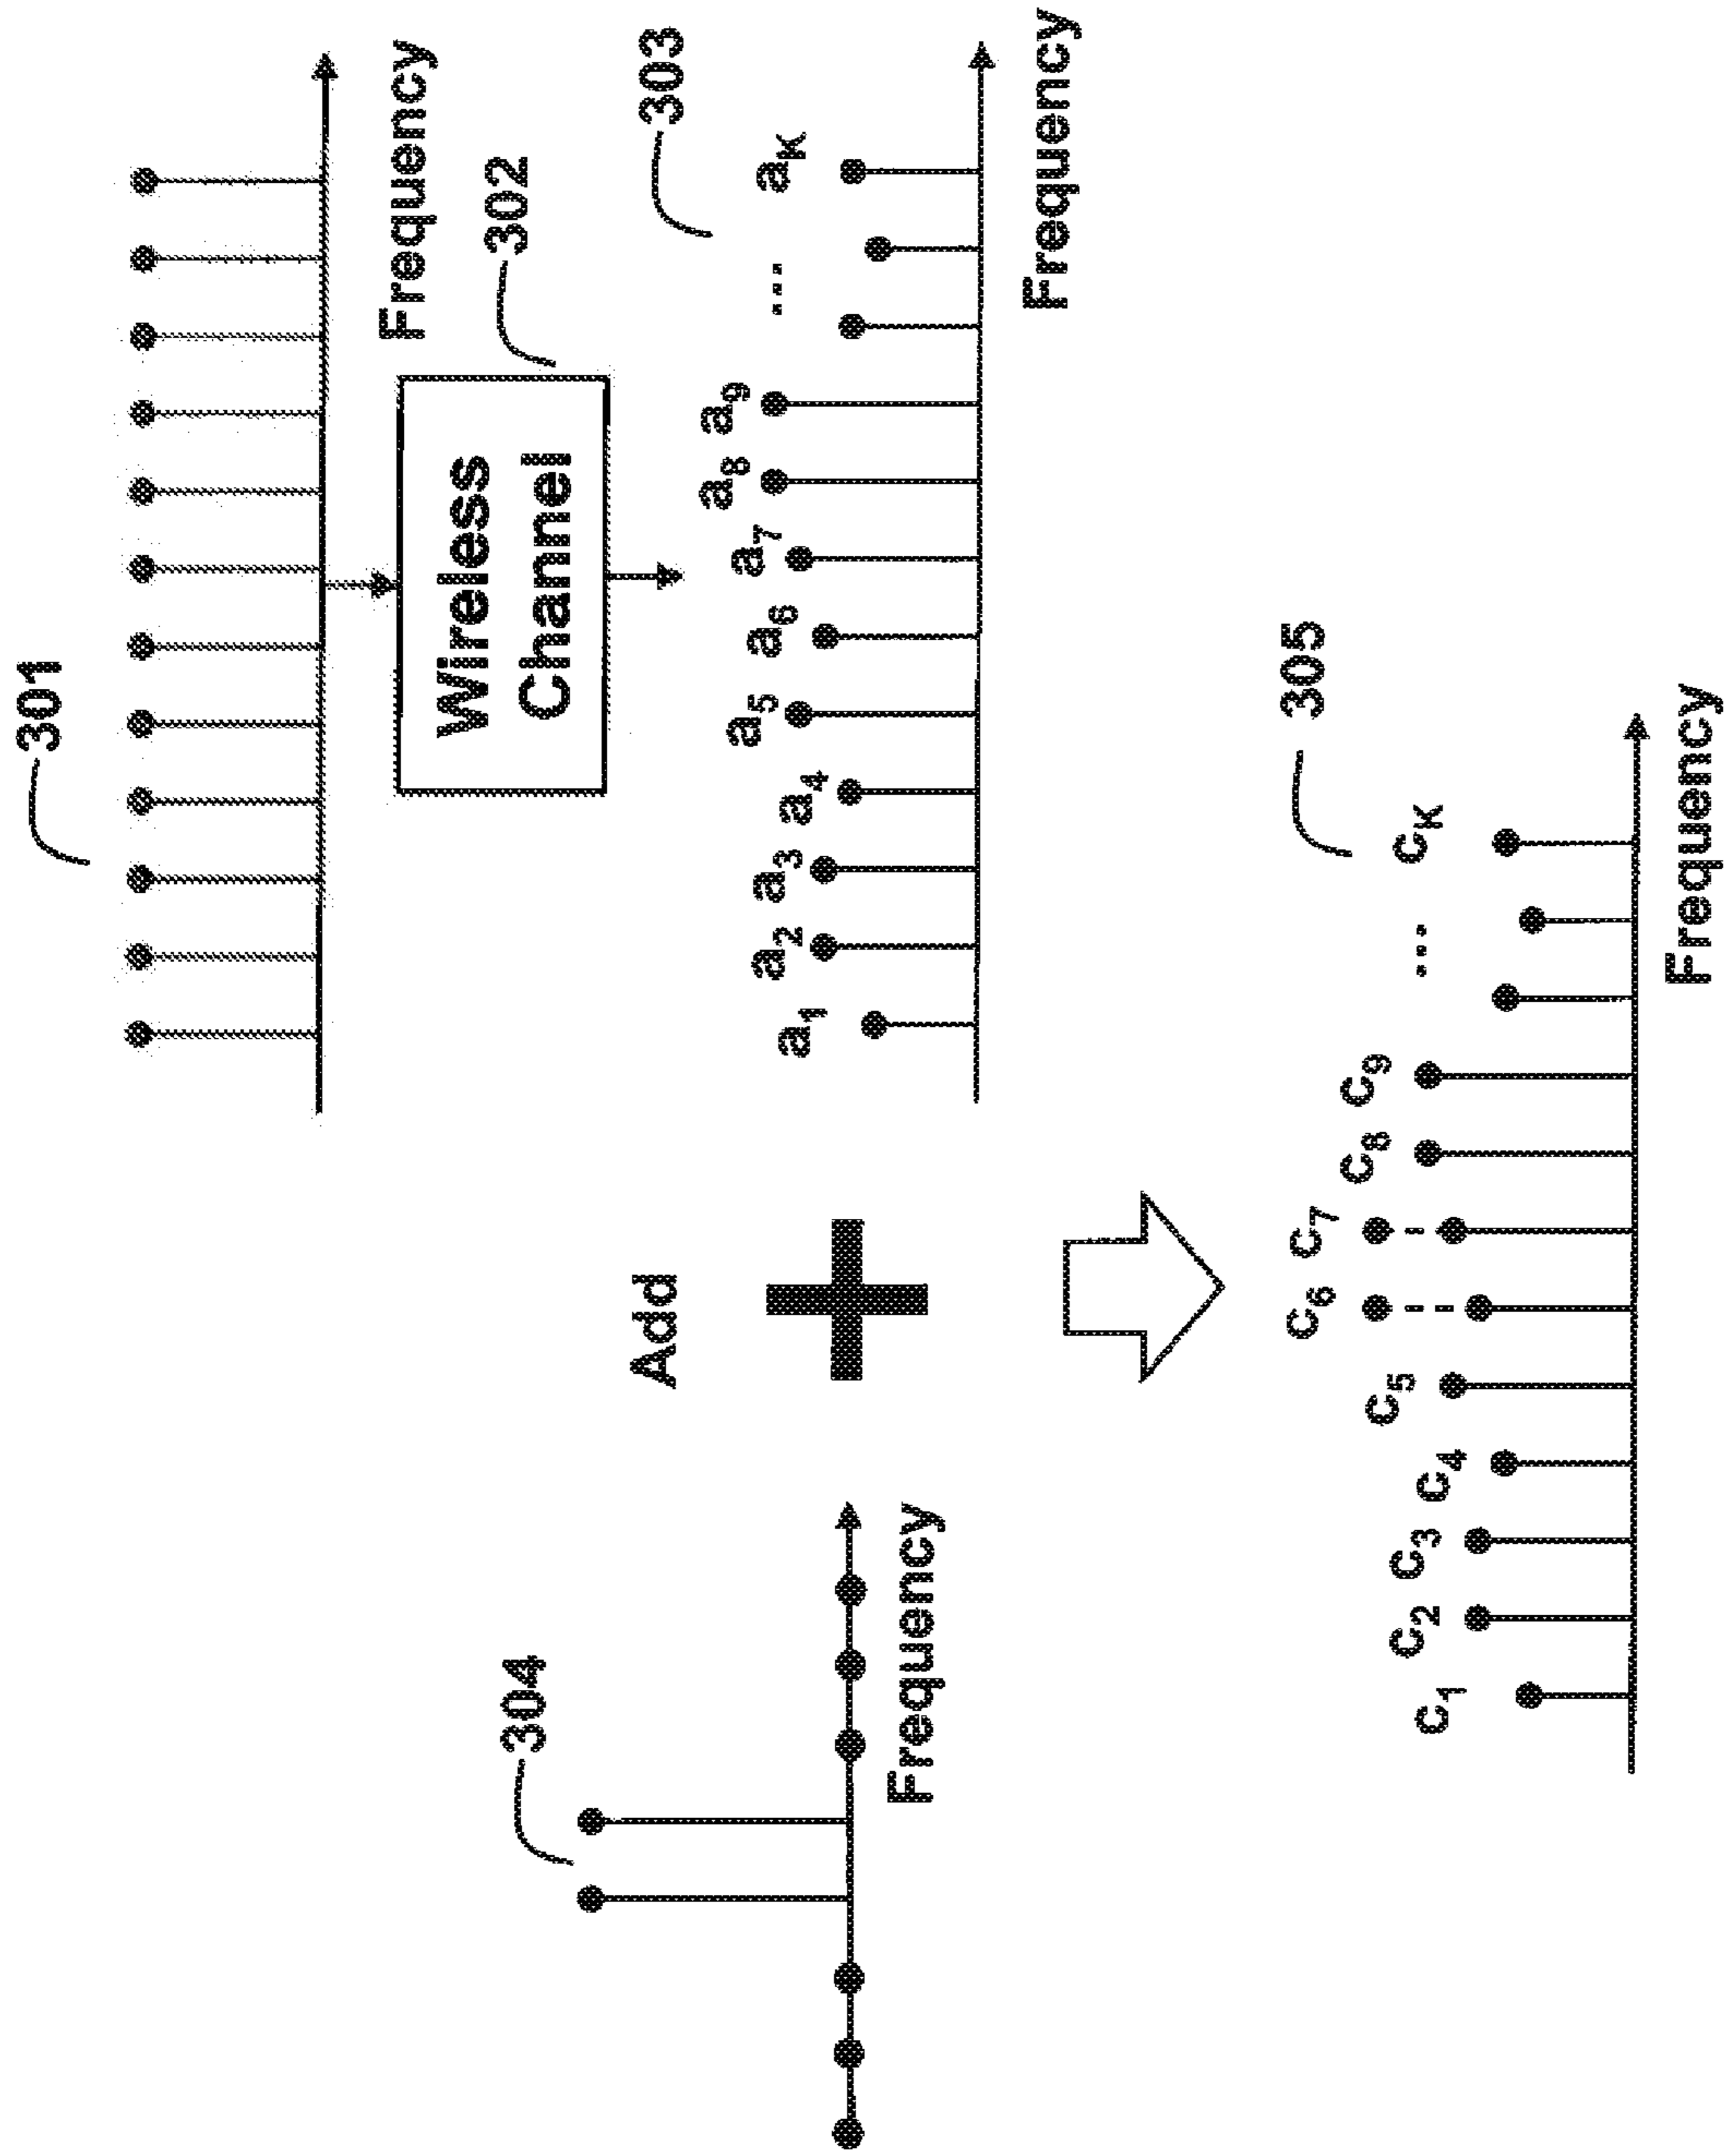 301
Frequency
302
Wireless
Channel
303
a1 a2 a3 a4 a5 a6 a7 a8 a9 ... aK
Frequency
304
Frequency
Add
305
c1 c2 c3 c4 c5 c6 c7 c8 c9 ... cK
Frequency